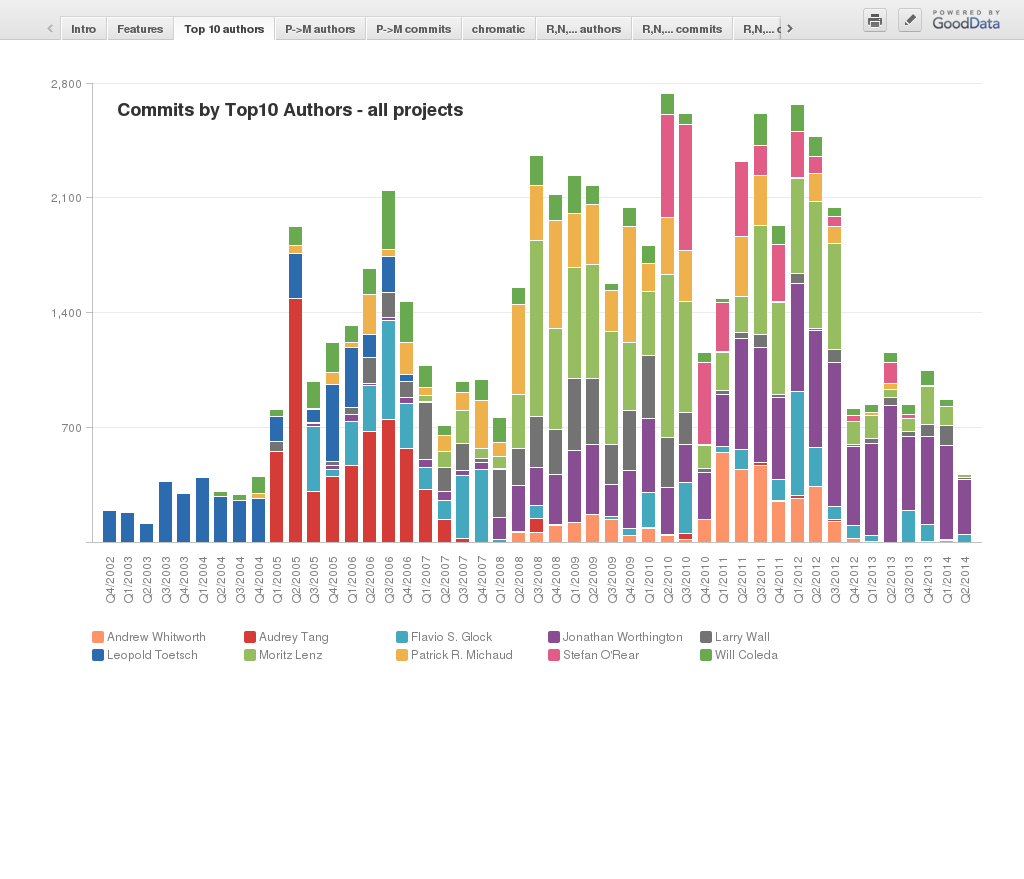 Intro Features Top 10 authors P->M authors P->M commits chromatic R,N,... authors R,N,... commits R,N,...
POWERED BY
GoodData
Commits by Top10 Authors - all projects
2,800
2,100
1,400
700
Q4/2002 Q1/2003 Q2/2003 Q3/2003 Q4/2003 Q1/2004 Q2/2004 Q3/2004 Q4/2004 Q1/2005 Q2/2005 Q3/2005 Q4/2005 Q1/2006 Q2/2006 Q3/2006 Q4/2006 Q1/2007 Q2/2007 Q3/2007 Q4/2007 Q1/2008 Q2/2008 Q3/2008 Q4/2008 Q1/2009 Q2/2009 Q3/2009 Q4/2009 Q1/2010 Q2/2010 Q3/2010 Q4/2010 Q1/2011 Q2/2011 Q3/2011 Q4/2011 Q1/2012 Q2/2012 Q3/2012 Q4/2012 Q1/2013 Q2/2013 Q3/2013 Q4/2013 Q1/2014 Q2/2014
Andrew Whitworth Audrey Tang Flavio S. Glock Jonathan Worthington Larry Wall
Leopold Toetsch Moritz Lenz Patrick R. Michaud Stefan O'Rear Will Coleda